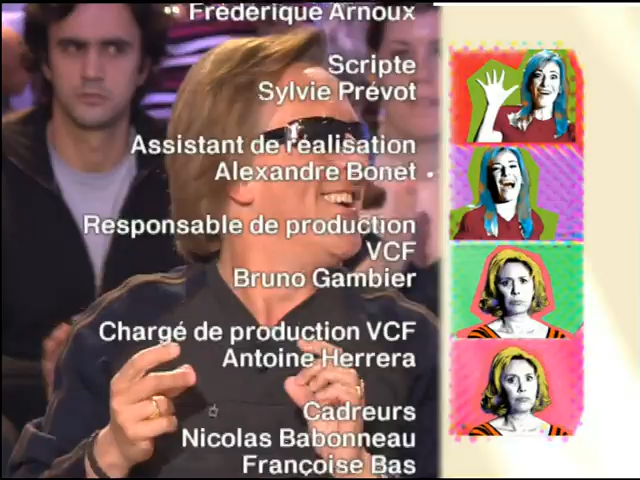 Frédérique Arnoux
Scripte
Sylvie Prévot
Assistant de réalisation
Alexandre Bonet
Responsable de production
VCF
Bruno Gambier
Chargé de production VCF
Antoine Herrera
Cadreurs
Nicolas Babonneau
Françoise Bas